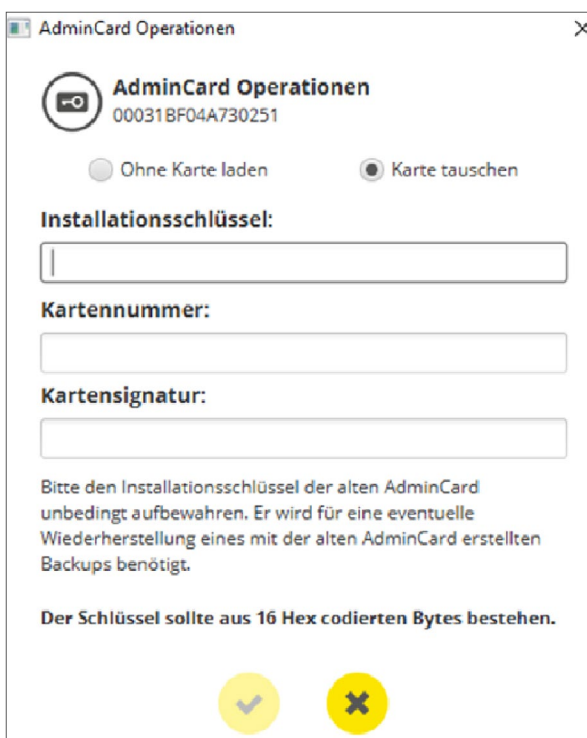 AdminCard Operationen
AdminCard Operationen
00031BF04A730251
Ohne Karte laden Karte tauschen
Installationsschlüssel:
Kartennummer:
Kartensignatur:
Bitte den Installationsschlüssel der alten AdminCard
unbedingt aufbewahren. Er wird für eine eventuelle
Wiederherstellung eines mit der alten AdminCard erstellten
Backups benötigt.
Der Schlüssel sollte aus 16 Hex codierten Bytes bestehen.